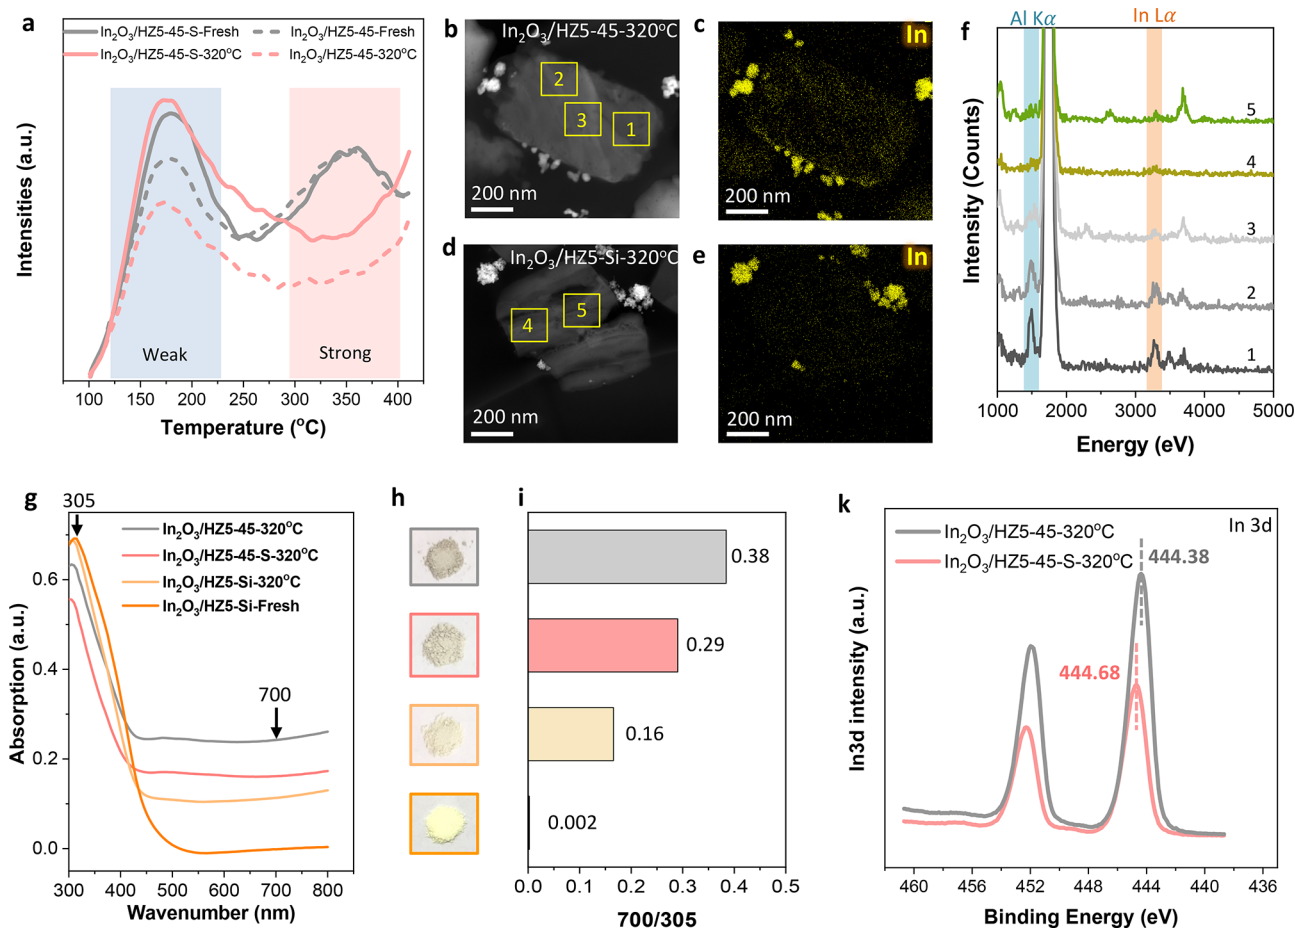 a
In₂O₃/HZ5-45-S-Fresh
In₂O₃/HZ5-45-Fresh
In₂O₃/HZ5-45-S-320°C
In₂O₃/HZ5-45-320°C
Intensities (a.u.)
Weak
Strong
100 150 200 250 300 350 400
Temperature (°C)
b
In₂O₃/HZ5-45-320°C
2
3
1
200 nm
c
In
200 nm
d
In₂O₃/HZ5-Si-320°C
4
5
200 nm
e
In
200 nm
f
Al Kα
In Lα
Intensity (Counts)
5
4
3
2
1
1000 2000 3000 4000 5000
Energy (eV)
g
305
In₂O₃/HZ5-45-320°C
In₂O₃/HZ5-45-S-320°C
In₂O₃/HZ5-Si-320°C
In₂O₃/HZ5-Si-Fresh
700
Absorption (a.u.)
0.6
0.4
0.2
0.0
300 400 500 600 700 800
Wavenumber (nm)
h
i
0.38
0.29
0.16
0.002
0.0 0.1 0.2 0.3 0.4 0.5
700/305
k
In 3d
In₂O₃/HZ5-45-320°C
In₂O₃/HZ5-45-S-320°C
444.38
444.68
In3d intensity (a.u.)
460 456 452 448 444 440 436
Binding Energy (eV)